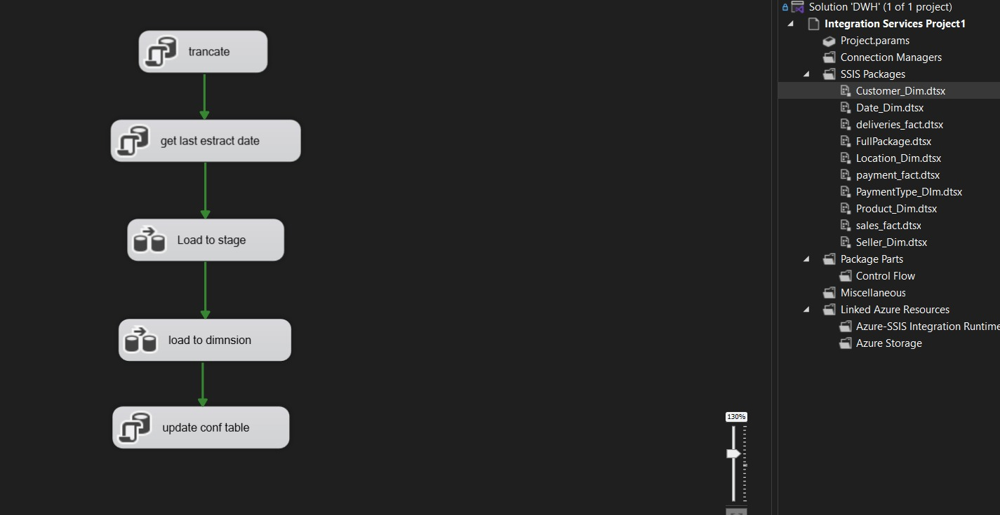 trancate
get last estract date
Load to stage
load to dimnsion
update conf table
130%
Solution 'DWH' (1 of 1 project)
Integration Services Project1
Project.params
Connection Managers
SSIS Packages
Customer_Dim.dtsx
Date_Dim.dtsx
deliveries_fact.dtsx
FullPackage.dtsx
Location_Dim.dtsx
payment_fact.dtsx
PaymentType_DIm.dtsx
Product_Dim.dtsx
sales_fact.dtsx
Seller_Dim.dtsx
Package Parts
Control Flow
Miscellaneous
Linked Azure Resources
Azure-SSIS Integration Runtime
Azure Storage